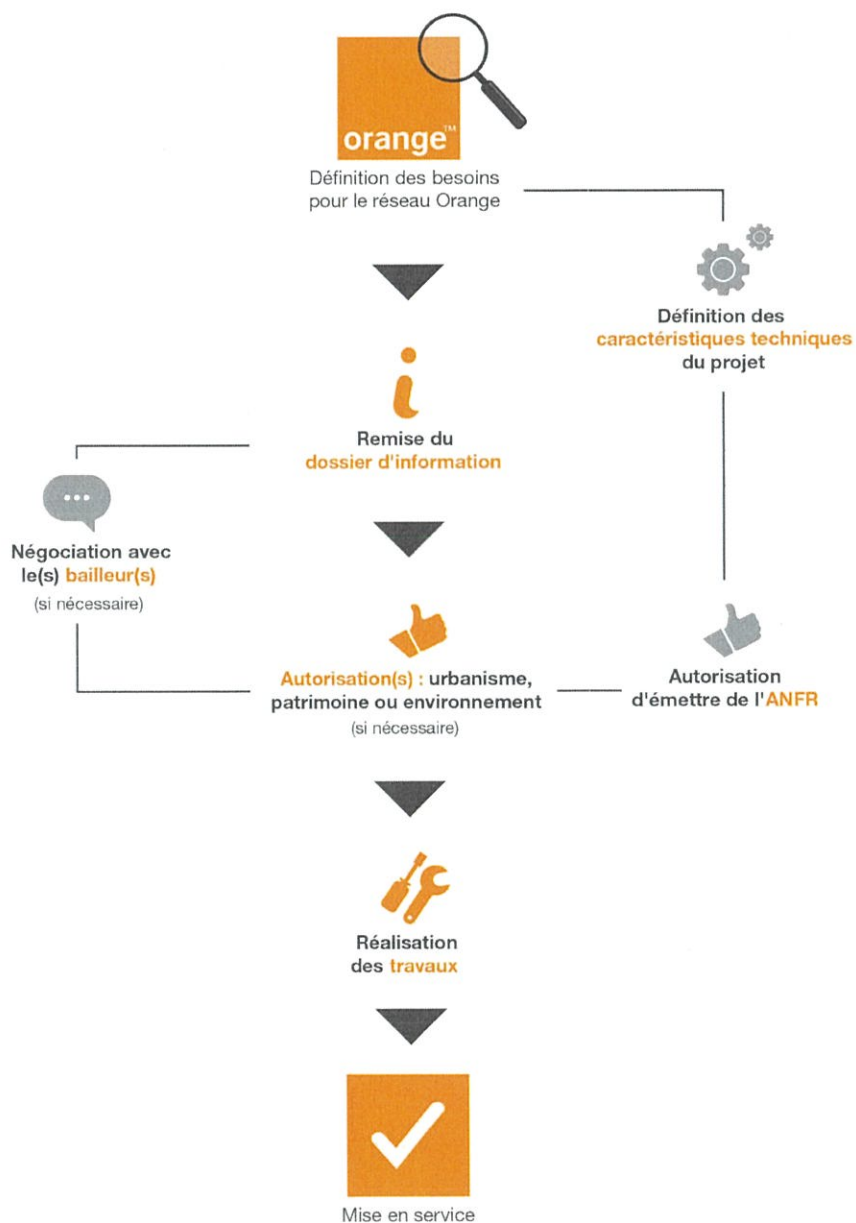 orange™
Définition des besoins
pour le réseau Orange
Définition des
caractéristiques techniques
du projet
Remise du
dossier d'information
Négociation avec
le(s) bailleur(s)
(si nécessaire)
Autorisation(s) : urbanisme,
patrimoine ou environnement
(si nécessaire)
Autorisation
d'émettre de l'ANFR
Réalisation
des travaux
Mise en service